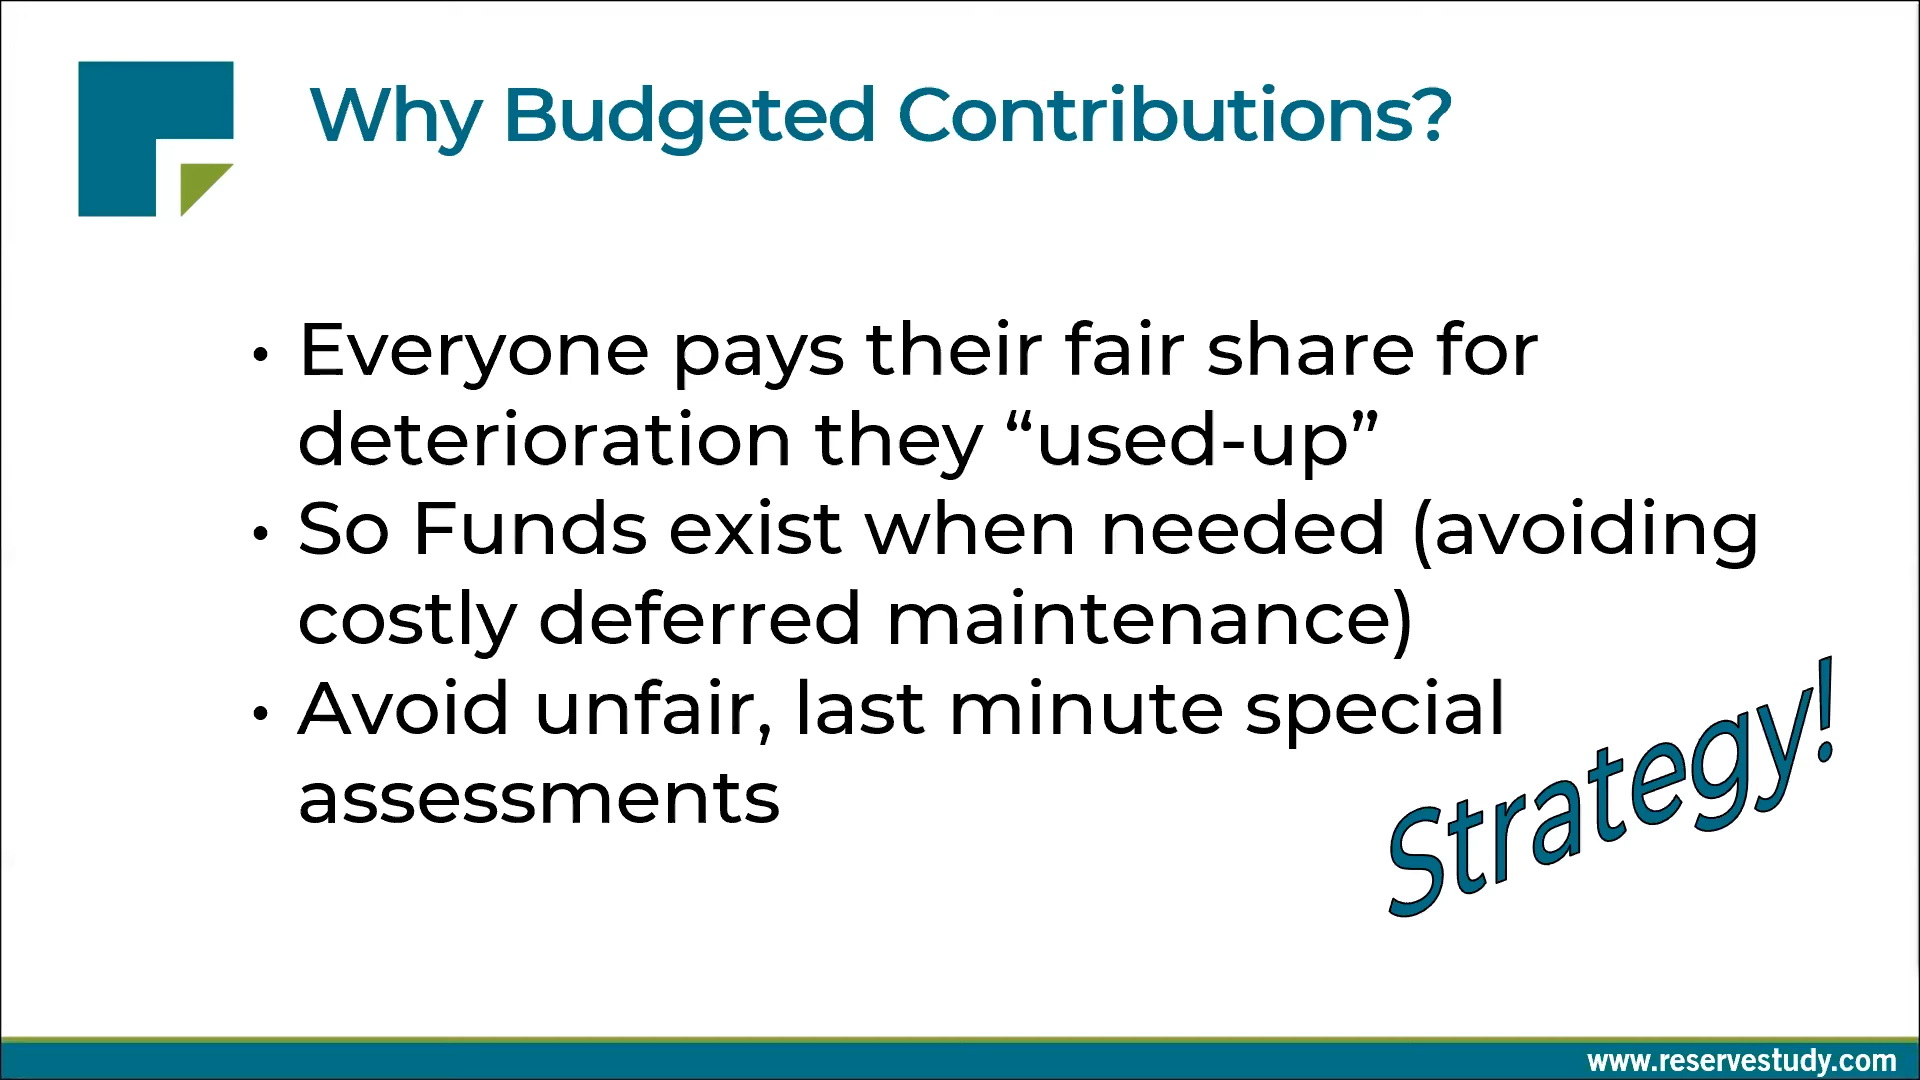 Why Budgeted Contributions?
• Everyone pays their fair share for
deterioration they “used-up”
• So Funds exist when needed (avoiding
costly deferred maintenance)
• Avoid unfair, last minute special
assessments
Strategy!
www.reservestudy.com